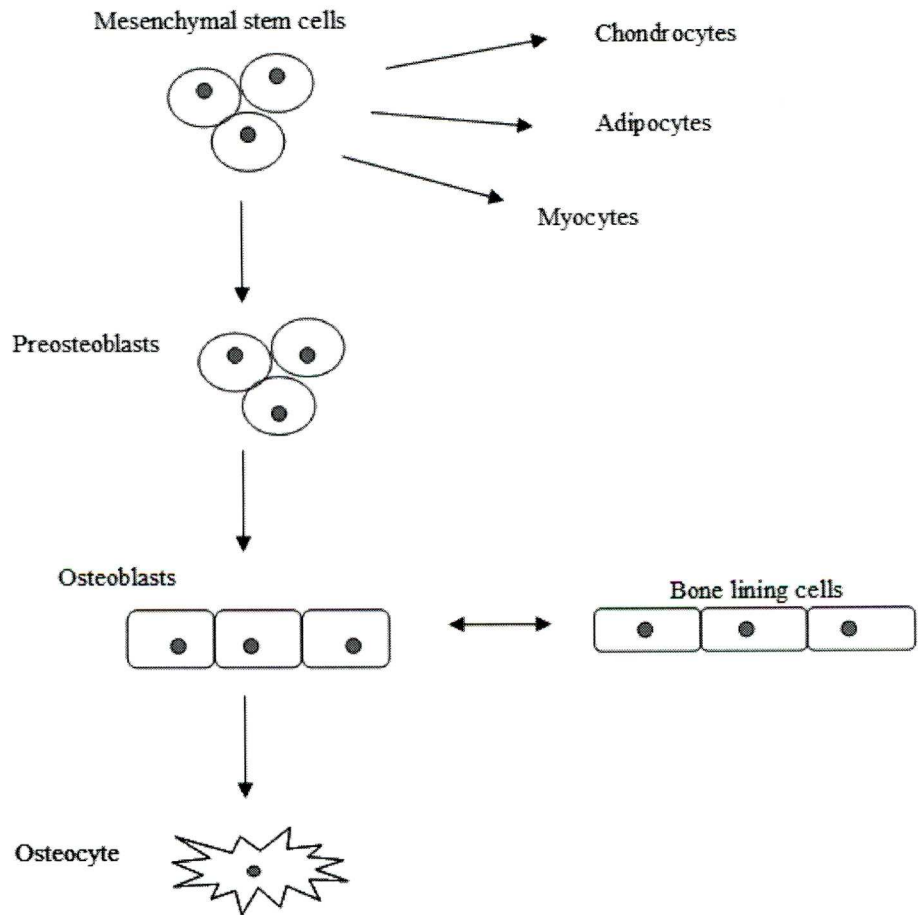 Mesenchymal stem cells
Chondrocytes
Adipocytes
Myocytes
Preosteoblasts
Osteoblasts
Bone lining cells
Osteocyte